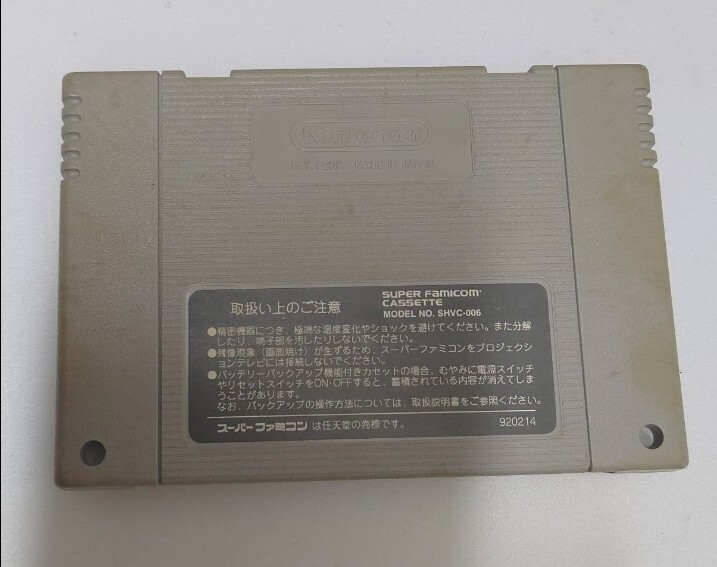 Nintendo
PAT. PEND. MADE IN JAPAN
取扱い上のご注意
SUPER FAMICOM
CASSETTE
MODEL NO. SHVC-006
●精密機器につき、極端な温度変化やショックを避けてください。また分解
したり、端子部を汚したりしないでください。
●残像現象（画面焼け）が生ずるため、スーパーファミコンをプロジェクシ
ョンテレビには接続しないでください。
●バッテリーバックアップ機能付きカセットの場合、むやみに電源スイッチ
やリセットスイッチをON・OFFすると、蓄積されている内容が消えてしま
うことがあります。
なお、バックアップの操作方法については、取扱説明書をご参照ください。
スーパーファミコン は任天堂の商標です。
920214